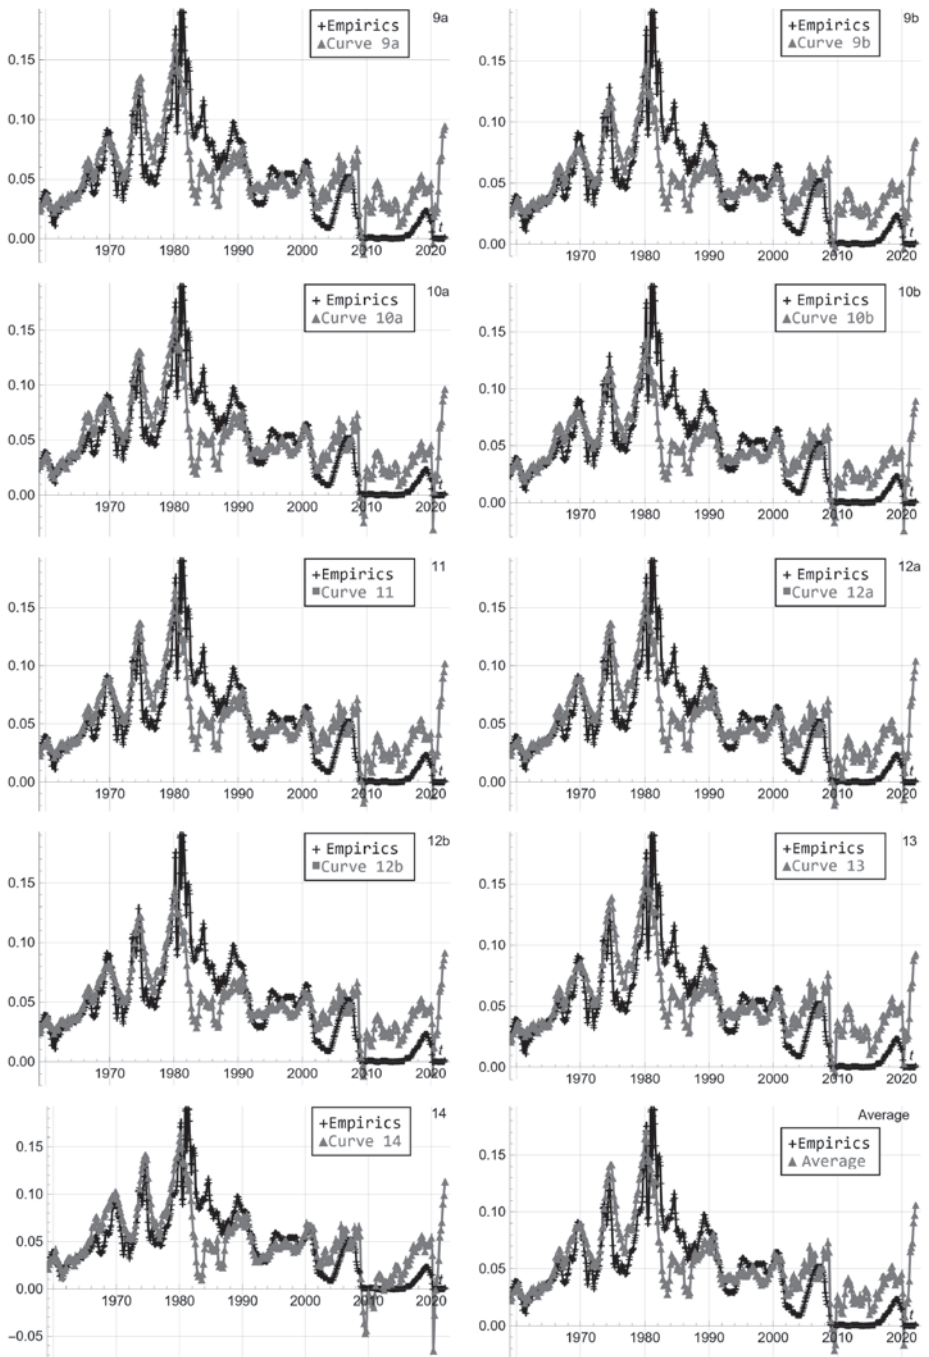 9a
+Empirics
▲Curve 9a
0.15
0.10
0.05
0.00
t
1970 1980 1990 2000 2010 2020
9b
+Empirics
▲Curve 9b
0.15
0.10
0.05
0.00
t
1970 1980 1990 2000 2010 2020
10a
+ Empirics
▲Curve 10a
0.15
0.10
0.05
0.00
t
1970 1980 1990 2000 2010 2020
10b
+ Empirics
▲Curve 10b
0.15
0.10
0.05
0.00
t
1970 1980 1990 2000 2010 2020
11
+Empirics
■Curve 11
0.15
0.10
0.05
0.00
t
1970 1980 1990 2000 2010 2020
12a
+ Empirics
■Curve 12a
0.15
0.10
0.05
0.00
t
1970 1980 1990 2000 2010 2020
12b
+ Empirics
■Curve 12b
0.15
0.10
0.05
0.00
t
1970 1980 1990 2000 2010 2020
13
+Empirics
▲Curve 13
0.15
0.10
0.05
0.00
t
1970 1980 1990 2000 2010 2020
14
+Empirics
▲Curve 14
0.15
0.10
0.05
0.00
t
1970 1980 1990 2000 2010 2020
−0.05
Average
+Empirics
▲ Average
0.15
0.10
0.05
0.00
t
1970 1980 1990 2000 2010 2020